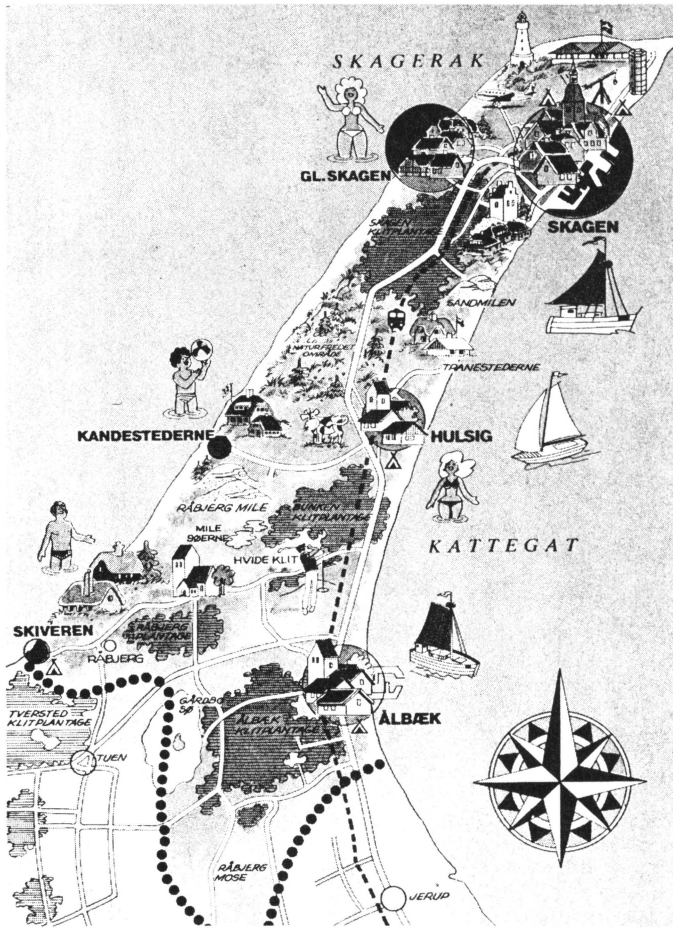 SKAGERAK
GL. SKAGEN
SKAGEN
SKAGEN
KLITPLANTAGE
SANDMILEN
NATURFREDET
OMRÅDE
TRANESTEDERNE
KANDESTEDERNE
HULSIG
RÅBJERG MILE
BUNKEN
KLITPLANTAGE
MILE
SØERNE
HVIDE KLIT
KATTEGAT
SKIVEREN
RÅBJERG
PLANTAGE
RÅBJERG
GÅRDBO
SØ
TVERSTED
KLITPLANTAGE
ÅLBÆK
KLITPLANTAGE
ÅLBÆK
TUEN
RÅBJERG
MOSE
JERUP